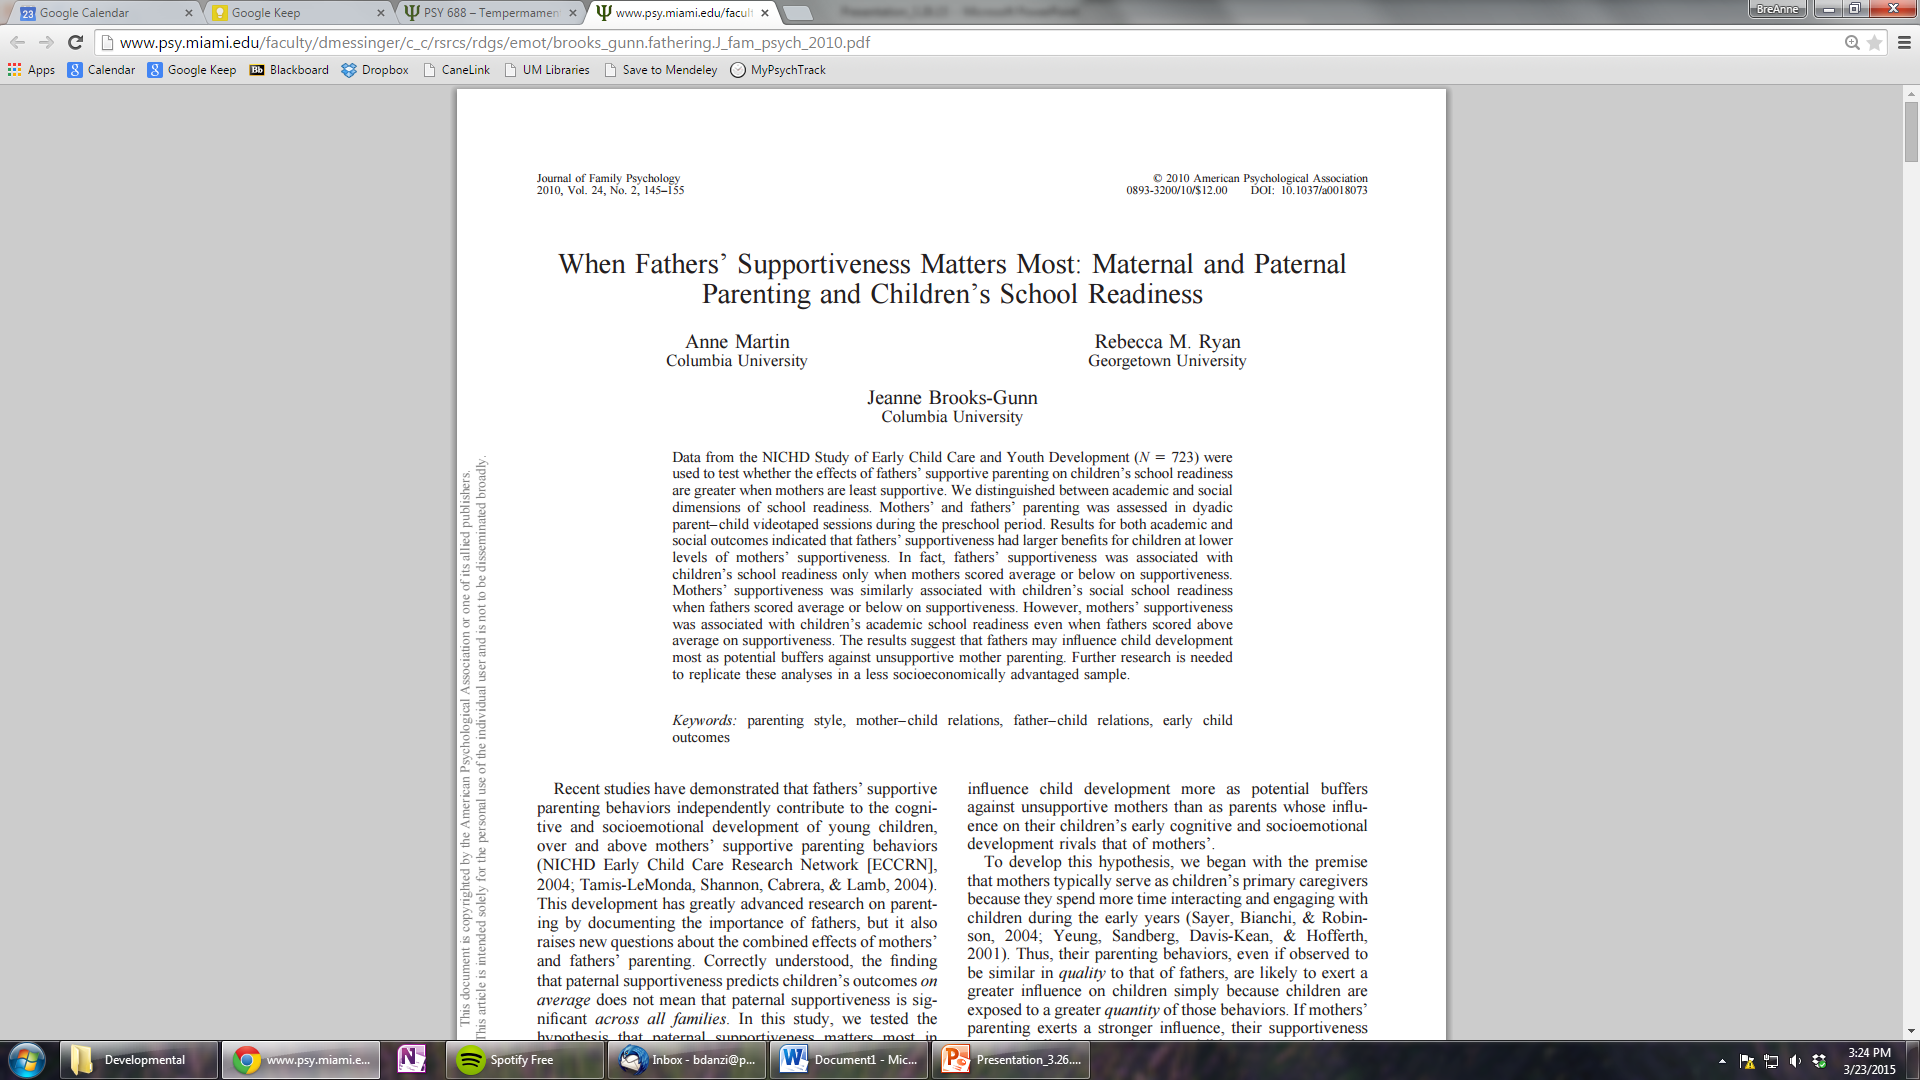 Google Calendar
Google Keep
PSY 688 – Tempermamen
www.psy.miami.edu/facul
BreAnne
www.psy.miami.edu/faculty/dmessinger/c_c/rsrcs/rdgs/emot/brooks_gunn.fathering.J_fam_psych_2010.pdf
Apps Calendar Google Keep Blackboard Dropbox CaneLink UM Libraries Save to Mendeley MyPsychTrack
Journal of Family Psychology
2010, Vol. 24, No. 2, 145–155
© 2010 American Psychological Association
0893-3200/10/$12.00 DOI: 10.1037/a0018073
When Fathers’ Supportiveness Matters Most: Maternal and Paternal
Parenting and Children’s School Readiness
Anne Martin
Columbia University
Rebecca M. Ryan
Georgetown University
Jeanne Brooks-Gunn
Columbia University
Data from the NICHD Study of Early Child Care and Youth Development (N = 723) were
used to test whether the effects of fathers’ supportive parenting on children’s school readiness
are greater when mothers are least supportive. We distinguished between academic and social
dimensions of school readiness. Mothers’ and fathers’ parenting was assessed in dyadic
parent–child videotaped sessions during the preschool period. Results for both academic and
social outcomes indicated that fathers’ supportiveness had larger benefits for children at lower
levels of mothers’ supportiveness. In fact, fathers’ supportiveness was associated with
children’s school readiness only when mothers scored average or below on supportiveness.
Mothers’ supportiveness was similarly associated with children’s social school readiness
when fathers scored average or below on supportiveness. However, mothers’ supportiveness
was associated with children’s academic school readiness even when fathers scored above
average on supportiveness. The results suggest that fathers may influence child development
most as potential buffers against unsupportive mother parenting. Further research is needed
to replicate these analyses in a less socioeconomically advantaged sample.
Keywords: parenting style, mother–child relations, father–child relations, early child
outcomes
Recent studies have demonstrated that fathers’ supportive
parenting behaviors independently contribute to the cogni-
tive and socioemotional development of young children,
over and above mothers’ supportive parenting behaviors
(NICHD Early Child Care Research Network [ECCRN],
2004; Tamis-LeMonda, Shannon, Cabrera, & Lamb, 2004).
This development has greatly advanced research on parent-
ing by documenting the importance of fathers, but it also
raises new questions about the combined effects of mothers’
and fathers’ parenting. Correctly understood, the finding
that paternal supportiveness predicts children’s outcomes on
average does not mean that paternal supportiveness is sig-
nificant across all families. In this study, we tested the
hypothesis that paternal supportiveness matters most in
influence child development more as potential buffers
against unsupportive mothers than as parents whose influ-
ence on their children’s early cognitive and socioemotional
development rivals that of mothers’.
To develop this hypothesis, we began with the premise
that mothers typically serve as children’s primary caregivers
because they spend more time interacting and engaging with
children during the early years (Sayer, Bianchi, & Robin-
son, 2004; Yeung, Sandberg, Davis-Kean, & Hofferth,
2001). Thus, their parenting behaviors, even if observed to
be similar in quality to that of fathers, are likely to exert a
greater influence on children simply because children are
exposed to a greater quantity of those behaviors. If mothers’
parenting exerts a stronger influence, their supportiveness
This document is copyrighted by the American Psychological Association or one of its allied publishers.
This article is intended solely for the personal use of the individual user and is not to be disseminated broadly.
Developmental
www.psy.miami.e...
Spotify Free
Inbox - bdanzi@p...
Document1 - Mic...
Presentation_3.26....
3:24 PM
3/23/2015